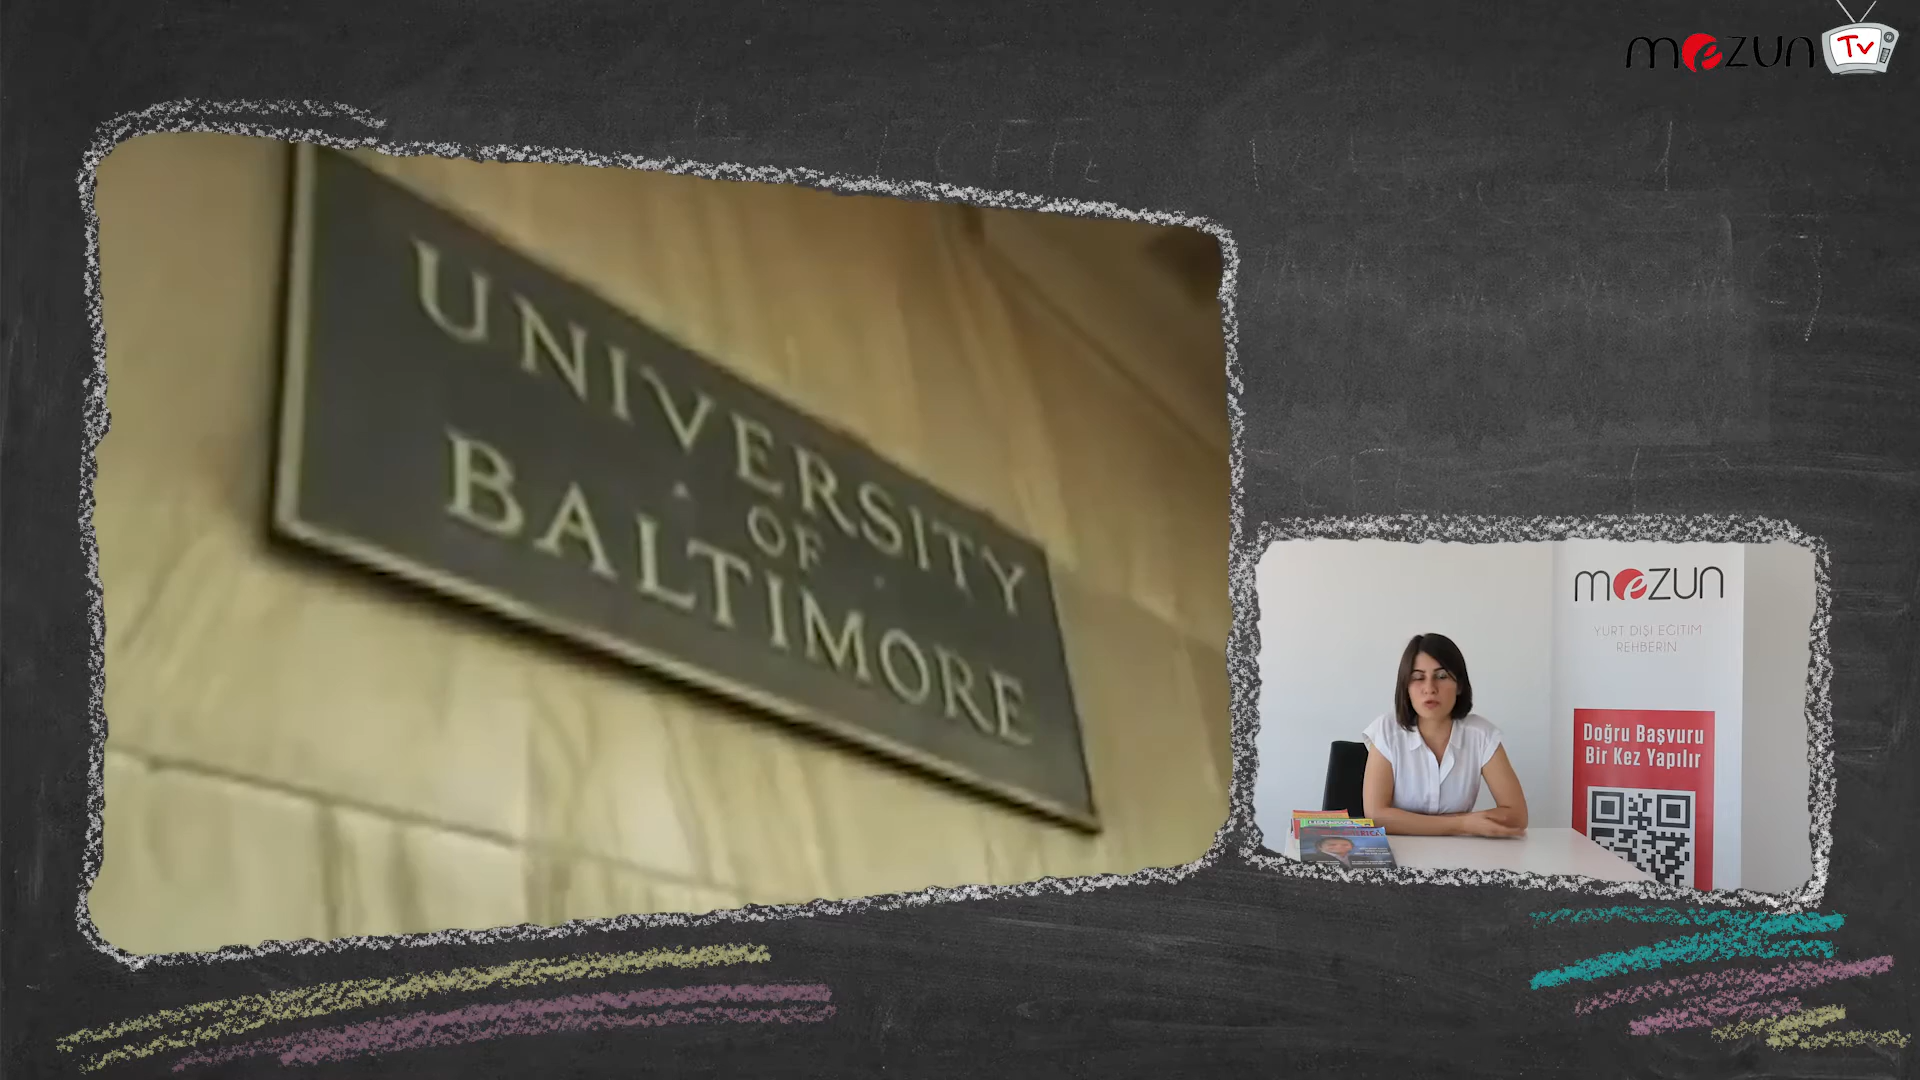 mezun Tv
UNIVERSITY
OF
BALTIMORE
mezun
YURT DIŞI EĞİTİM
REHBERİN
Doğru Başvuru
Bir Kez Yapılır